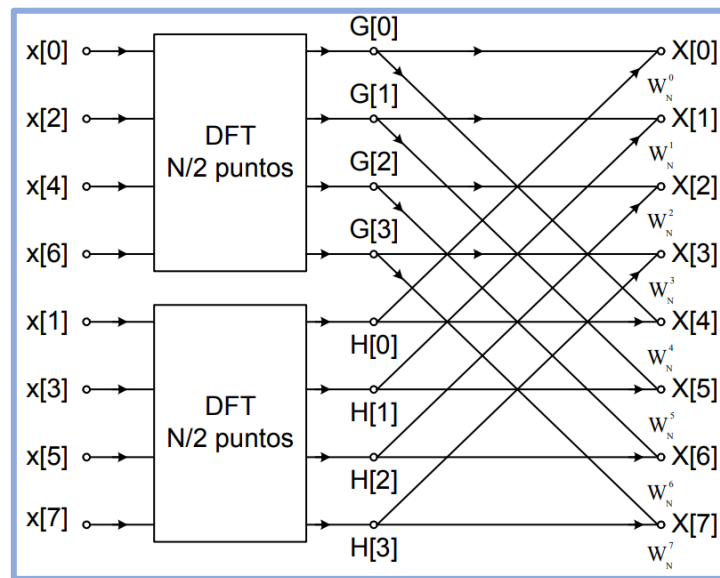 x[0]
x[2]
x[4]
x[6]
x[1]
x[3]
x[5]
x[7]
DFT
N/2 puntos
DFT
N/2 puntos
G[0]
G[1]
G[2]
G[3]
H[0]
H[1]
H[2]
H[3]
X[0]
W_N^0
X[1]
W_N^1
X[2]
W_N^2
X[3]
W_N^3
X[4]
W_N^4
X[5]
W_N^5
X[6]
W_N^6
X[7]
W_N^7